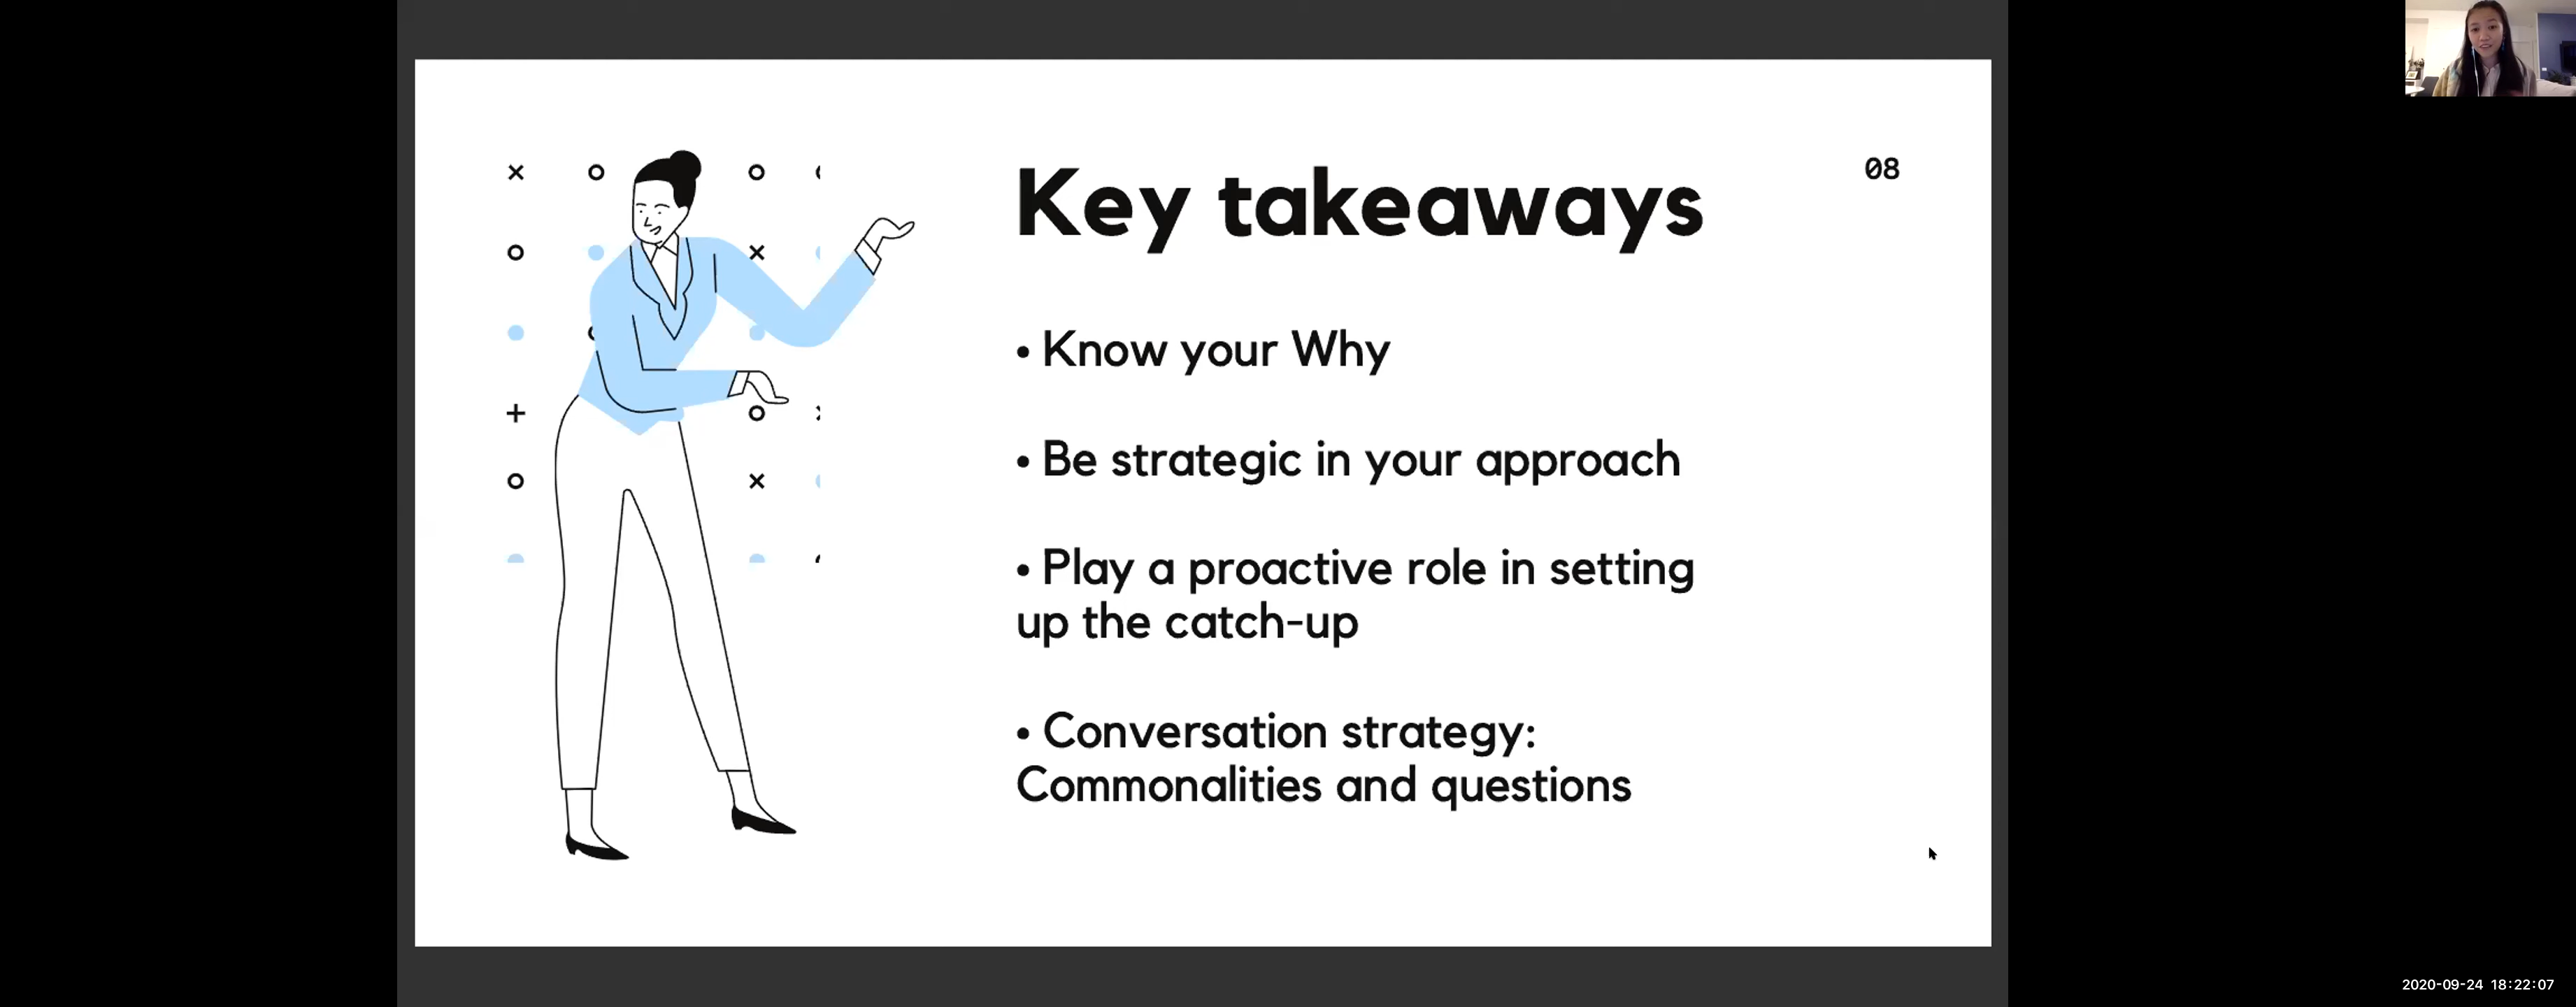 Key takeaways
08
• Know your Why
• Be strategic in your approach
• Play a proactive role in setting
up the catch-up
• Conversation strategy:
Commonalities and questions
2020-09-24 18:22:07